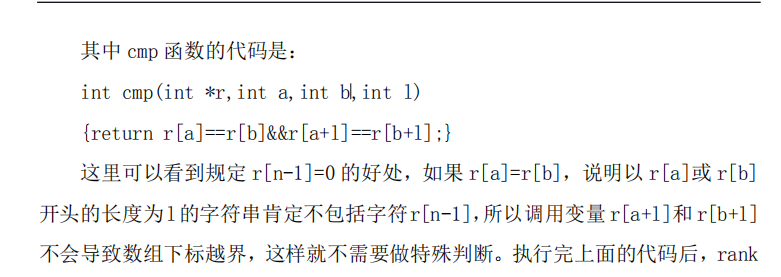 其中 cmp 函数的代码是：
int cmp(int *r,int a,int b,int l)
{return r[a]==r[b]&&r[a+l]==r[b+l];}
这里可以看到规定 r[n-1]=0 的好处，如果 r[a]=r[b]，说明以 r[a]或 r[b]
开头的长度为l的字符串肯定不包括字符r[n-1],所以调用变量r[a+l]和r[b+l]
不会导致数组下标越界，这样就不需要做特殊判断。执行完上面的代码后，rank